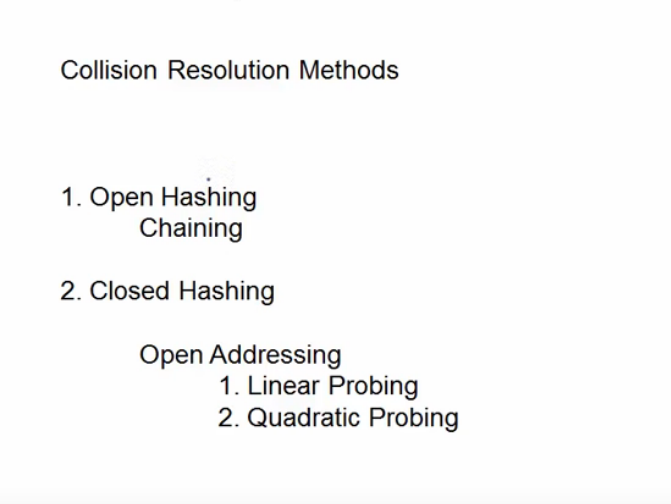 Collision Resolution Methods
1. Open Hashing
Chaining
2. Closed Hashing
Open Addressing
1. Linear Probing
2. Quadratic Probing